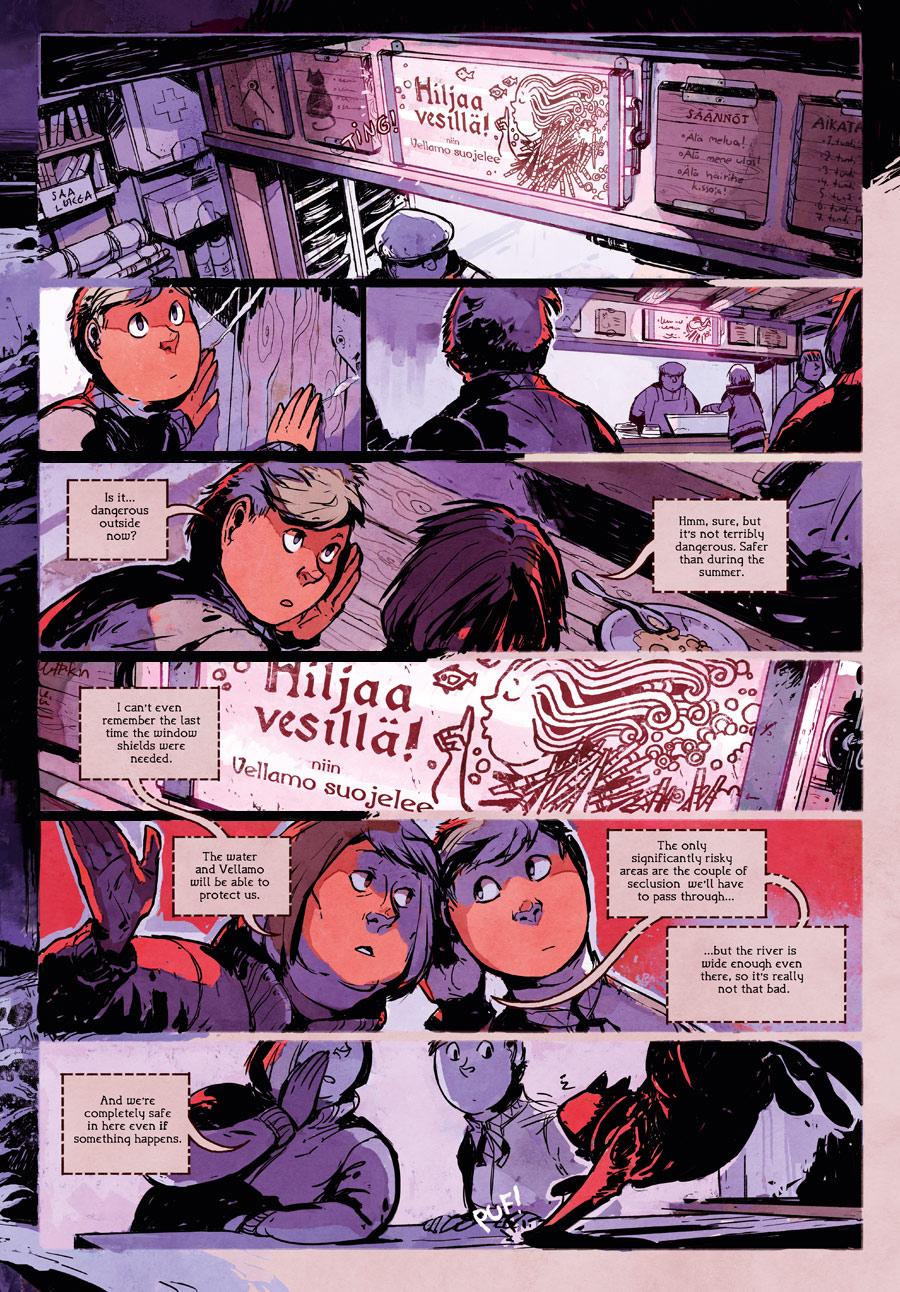 TING!
SAA
LUKEA
Hiljaa
vesillä!
niin
Vellamo suojelee
SÄÄNNÖT
Älä melua!
Älä mene ulos!
Älä häiritse
kissoja!
AIKATA
Is it...
dangerous
outside
now?
Hmm, sure, but
it's not terribly
dangerous. Safer
than during the
summer.
I can't even
remember the last
time the window
shields were
needed.
Hiljaa
vesillä!
niin
Vellamo suojelee
The water
and Vellamo
will be able to
protect us.
The only
significantly risky
areas are the couple of
seclusion we'll have
to pass through...
...but the river is
wide enough even
there, so it's really
not that bad.
And we're
completely safe
in here even if
something happens.
PUF!